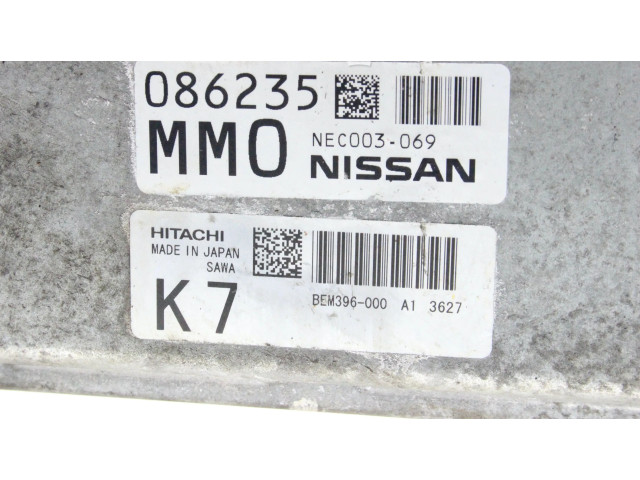 086235
MMO NEC003-069
NISSAN
HITACHI
MADE IN JAPAN
SAWA
K7 BEM396-000 A1 3627